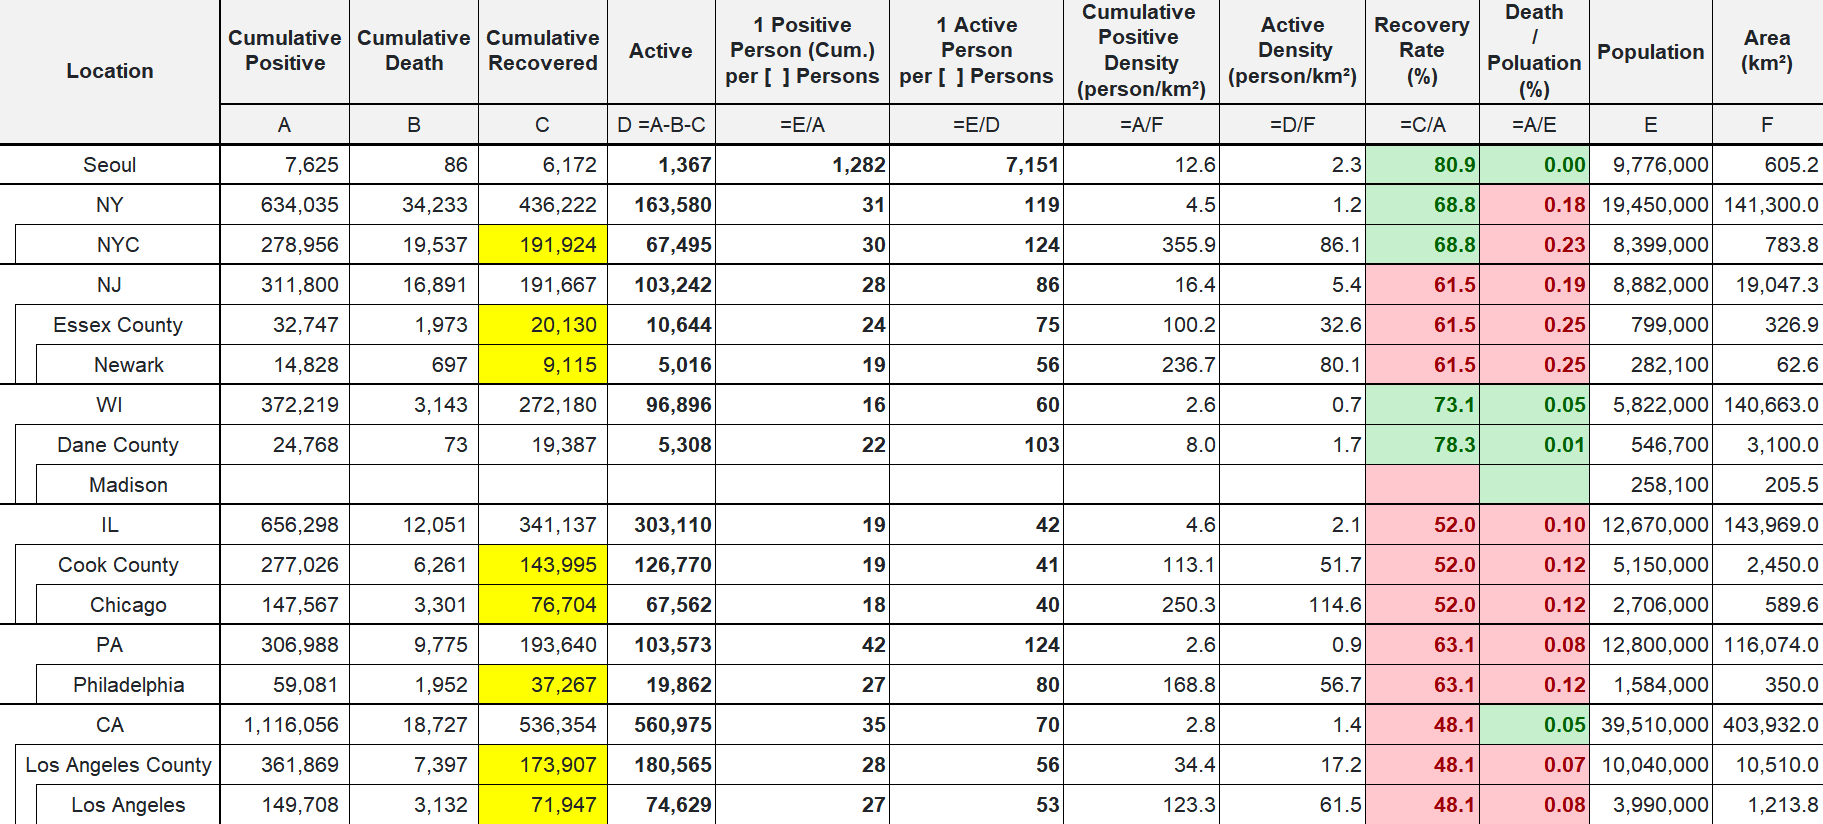 Location Cumulative Positive Cumulative Death Cumulative Recovered Active 1 Positive Person (Cum.) per [ ] Persons 1 Active Person per [ ] Persons Cumulative Positive Density (person/km²) Active Density (person/km²) Recovery Rate (%) Death / Poluation (%) Population Area (km²)
A B C D =A-B-C =E/A =E/D =A/F =D/F =C/A =A/E E F
Seoul 7,625 86 6,172 1,367 1,282 7,151 12.6 2.3 80.9 0.00 9,776,000 605.2
NY 634,035 34,233 436,222 163,580 31 119 4.5 1.2 68.8 0.18 19,450,000 141,300.0
NYC 278,956 19,537 191,924 67,495 30 124 355.9 86.1 68.8 0.23 8,399,000 783.8
NJ 311,800 16,891 191,667 103,242 28 86 16.4 5.4 61.5 0.19 8,882,000 19,047.3
Essex County 32,747 1,973 20,130 10,644 24 75 100.2 32.6 61.5 0.25 799,000 326.9
Newark 14,828 697 9,115 5,016 19 56 236.7 80.1 61.5 0.25 282,100 62.6
WI 372,219 3,143 272,180 96,896 16 60 2.6 0.7 73.1 0.05 5,822,000 140,663.0
Dane County 24,768 73 19,387 5,308 22 103 8.0 1.7 78.3 0.01 546,700 3,100.0
Madison 258,100 205.5
IL 656,298 12,051 341,137 303,110 19 42 4.6 2.1 52.0 0.10 12,670,000 143,969.0
Cook County 277,026 6,261 143,995 126,770 19 41 113.1 51.7 52.0 0.12 5,150,000 2,450.0
Chicago 147,567 3,301 76,704 67,562 18 40 250.3 114.6 52.0 0.12 2,706,000 589.6
PA 306,988 9,775 193,640 103,573 42 124 2.6 0.9 63.1 0.08 12,800,000 116,074.0
Philadelphia 59,081 1,952 37,267 19,862 27 80 168.8 56.7 63.1 0.12 1,584,000 350.0
CA 1,116,056 18,727 536,354 560,975 35 70 2.8 1.4 48.1 0.05 39,510,000 403,932.0
Los Angeles County 361,869 7,397 173,907 180,565 28 56 34.4 17.2 48.1 0.07 10,040,000 10,510.0
Los Angeles 149,708 3,132 71,947 74,629 27 53 123.3 61.5 48.1 0.08 3,990,000 1,213.8